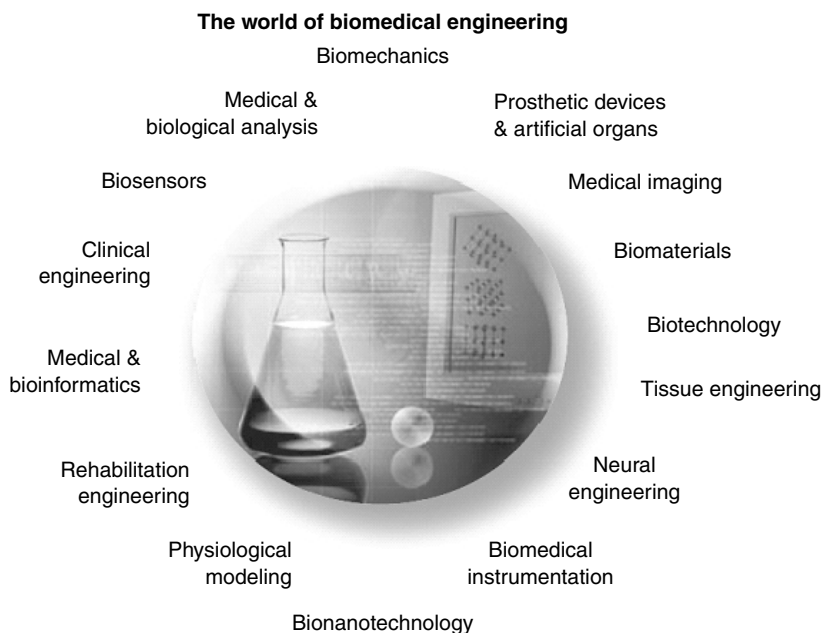 The world of biomedical engineering
Biomechanics
Prosthetic devices
& artificial organs
Medical imaging
Biomaterials
Biotechnology
Tissue engineering
Neural
engineering
Biomedical
instrumentation
Bionanotechnology
Physiological
modeling
Rehabilitation
engineering
Medical &
bioinformatics
Clinical
engineering
Biosensors
Medical &
biological analysis